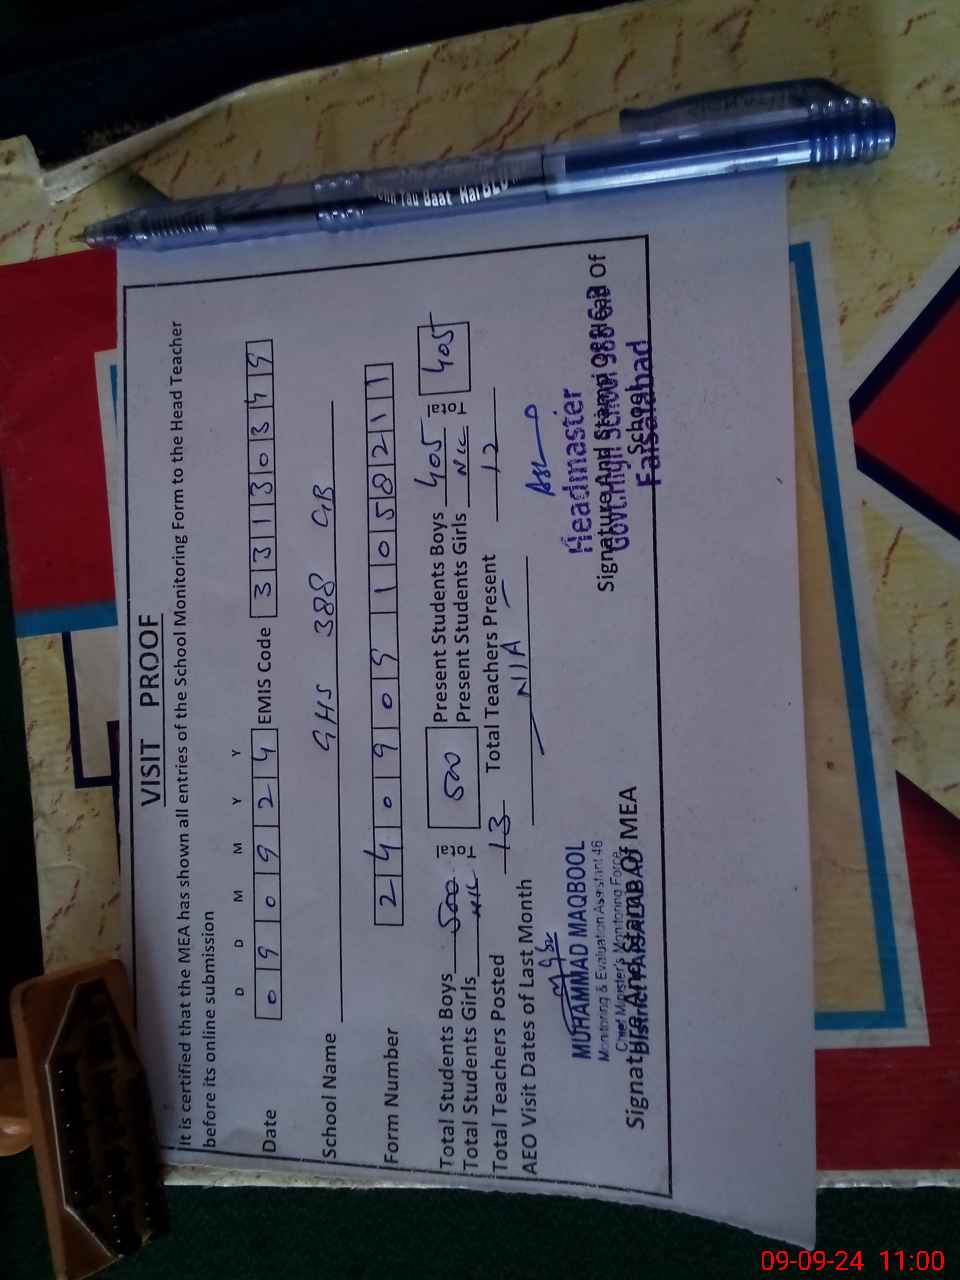 VISIT PROOF
It is certified that the MEA has shown all entries of the School Monitoring Form to the Head Teacher
before its online submission
D D M M Y Y
Date 0 9 0 9 2 4 EMIS Code 3 3 1 3 0 3 4 9
School Name GHS 388 GB
Form Number 2 4 0 9 0 9 1 0 5 8 2 1 1
Total Students Boys 500 Total 500 Present Students Boys 405 Total 405
Total Students Girls NIL Present Students Girls NIL
Total Teachers Posted 13 Total Teachers Present 12
AEO Visit Dates of Last Month N/A
MUHAMMAD MAQBOOL
Monitoring & Evaluation Assistant 46
Chief Minister's Monitoring Force
District FAISALABAD
Signature And Stamp Of MEA
Headmaster
Govt. High School 388 G.B
Faisalabad
Signature And Stamp Of Head Of
School
Baat Hai
09-09-24 11:00